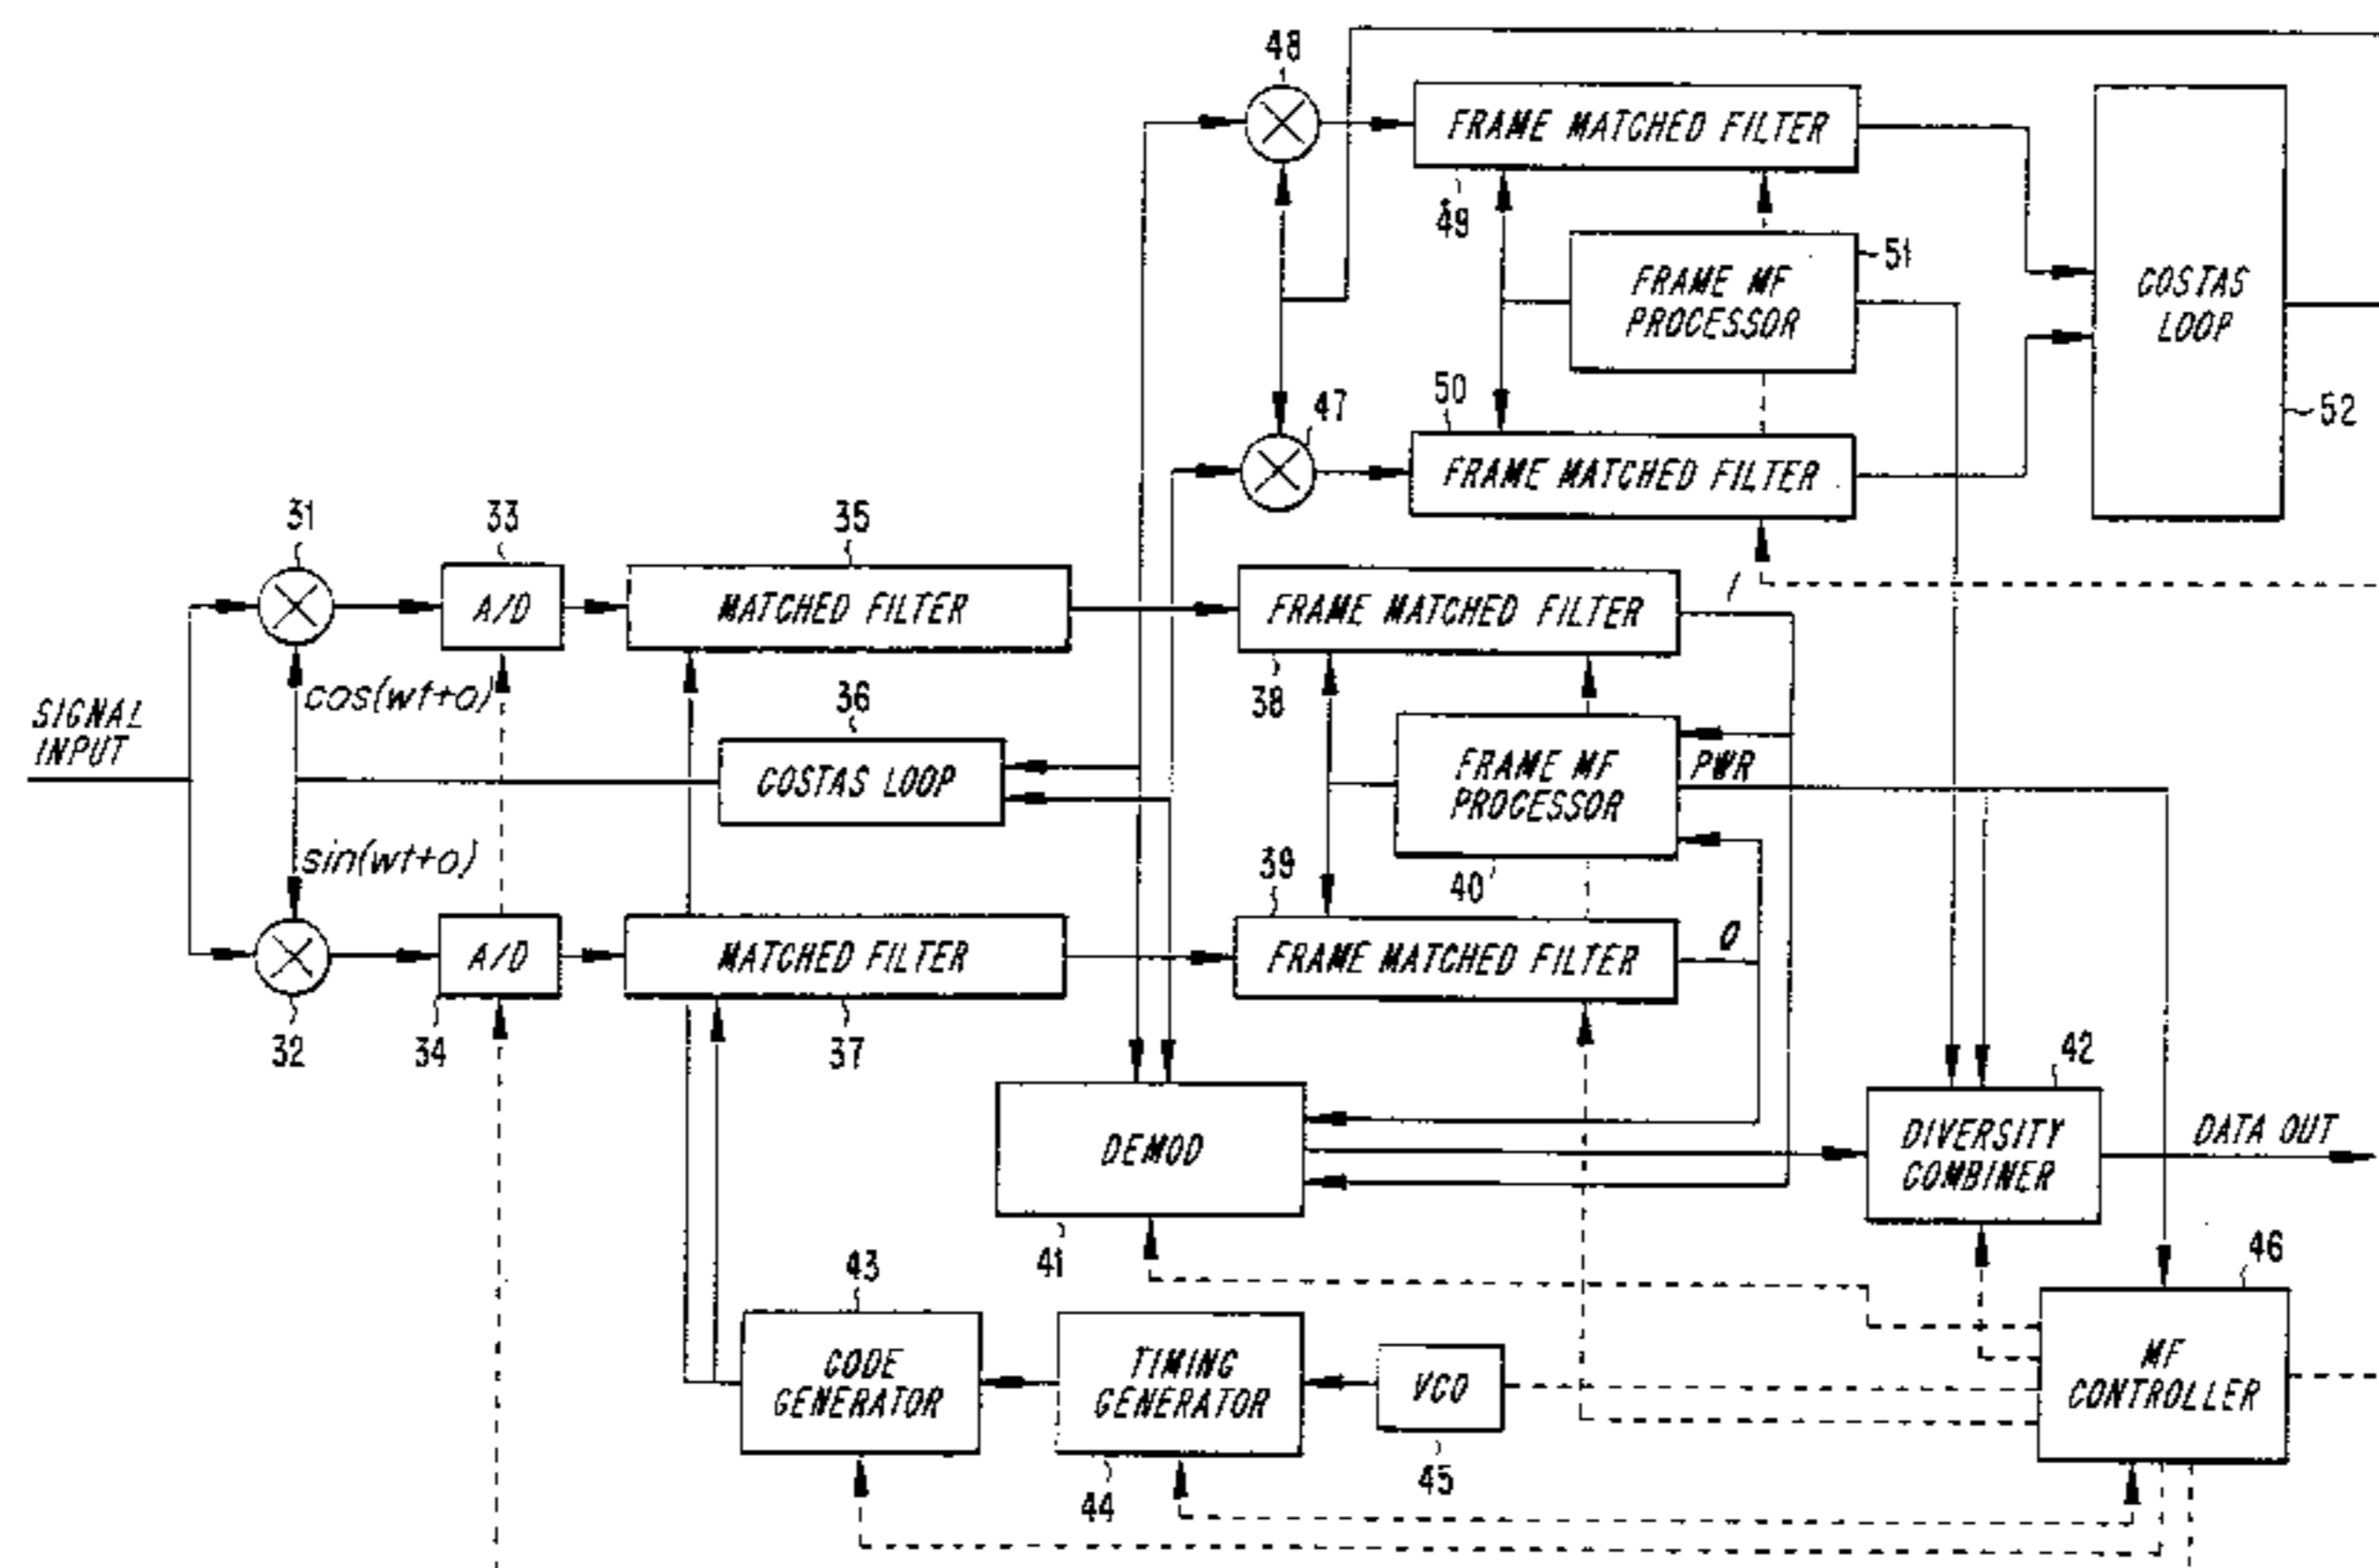 48
FRAME MATCHED FILTER
49
FRAME MF
PROCESSOR
51
COSTAS
LOOP
52
47
50
FRAME MATCHED FILTER
31
33
35
A/D
MATCHED FILTER
FRAME MATCHED FILTER
I
38
cos(wt+o)
SIGNAL
INPUT
36
COSTAS LOOP
FRAME MF
PROCESSOR
PWR
40
sin(wt+o)
39
A/D
MATCHED FILTER
FRAME MATCHED FILTER
Q
32
34
37
42
DEMOD
DIVERSITY
COMBINER
DATA OUT
41
43
46
CODE
GENERATOR
TIMING
GENERATOR
VCO
MF
CONTROLLER
44
45